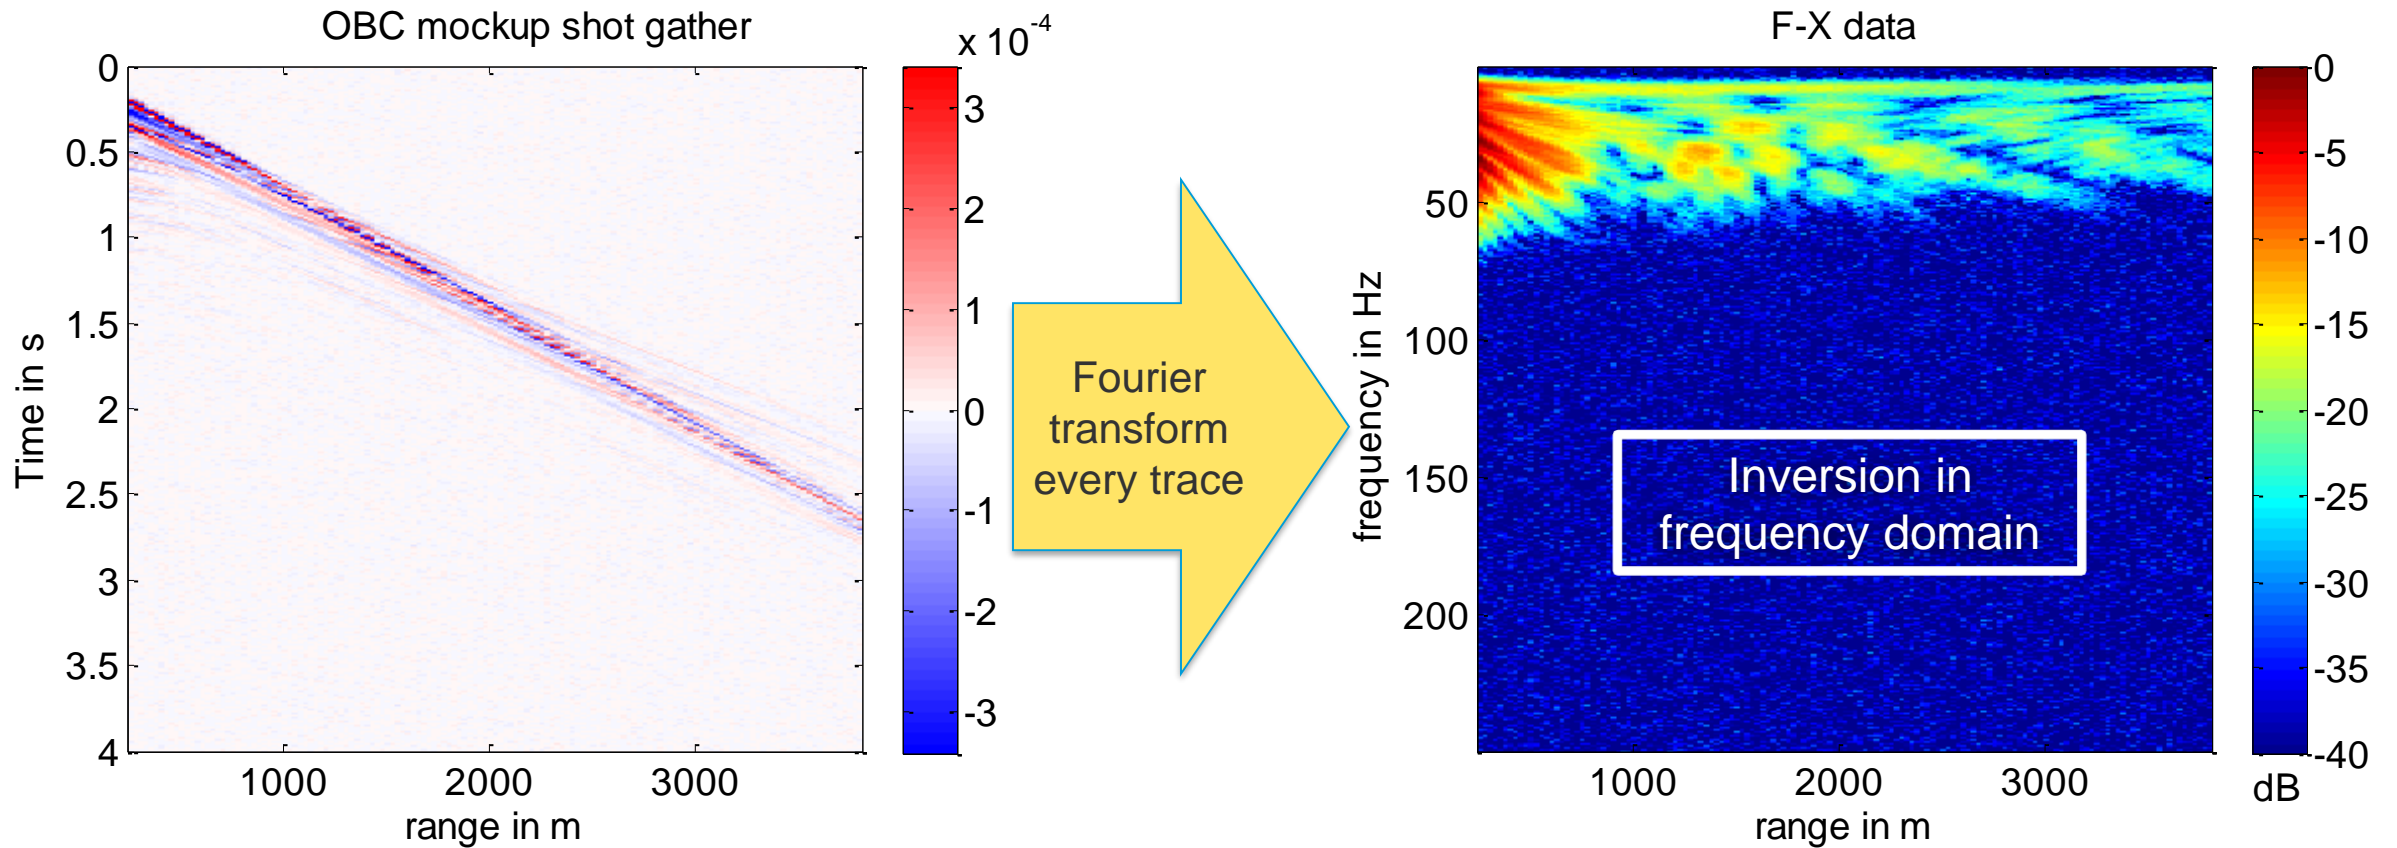 OBC mockup shot gather
x 10^-4
0
0.5
1
1.5
2
2.5
3
3.5
4
Time in s
1000 2000 3000
range in m
3
2
1
0
-1
-2
-3
Fourier
transform
every trace
F-X data
50
100
150
200
frequency in Hz
Inversion in
frequency domain
1000 2000 3000
range in m
0
-5
-10
-15
-20
-25
-30
-35
-40
dB